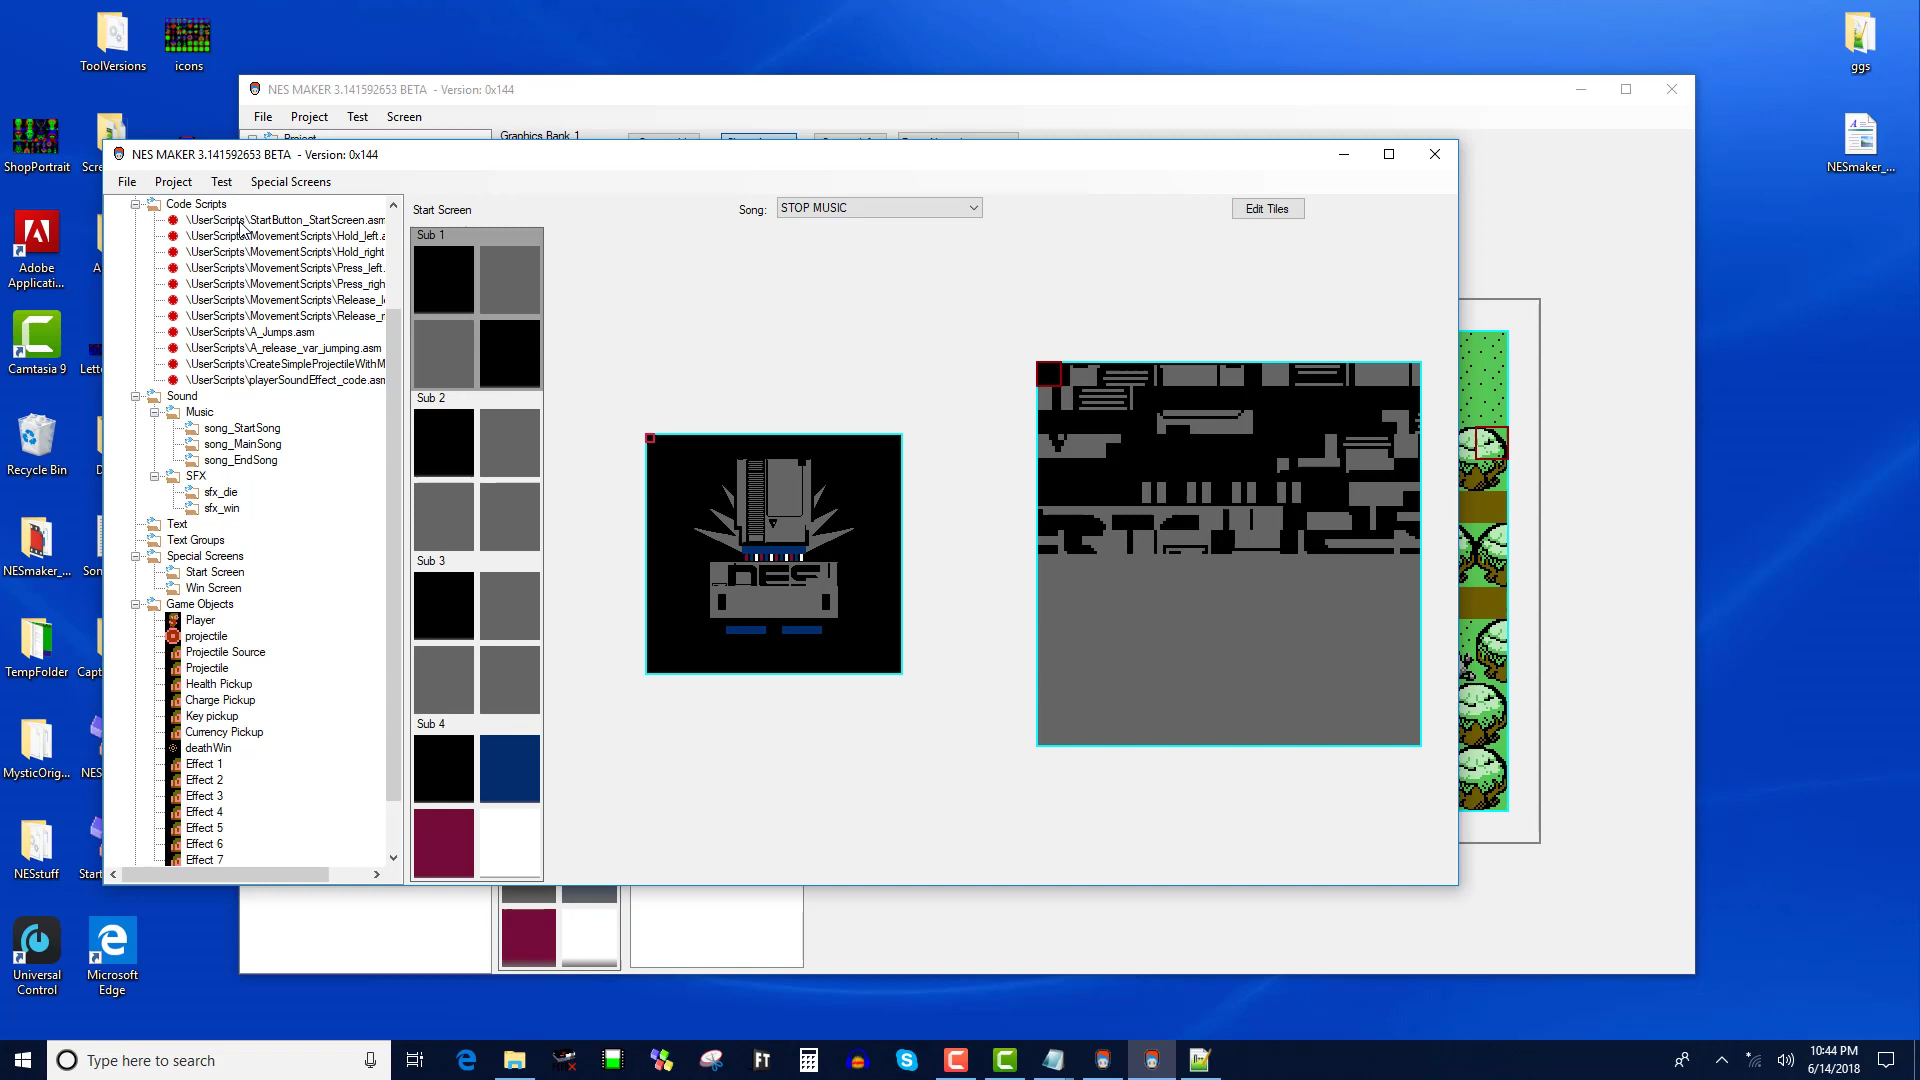 ToolVersions
icons
ggs
ShopPortrait
NESmaker_...
Adobe
Applicati...
Camtasia 9
Recycle Bin
NESmaker_...
TempFolder
MysticOrig...
NESstuff
Universal
Control
Microsoft
Edge
NES MAKER 3.141592653 BETA - Version: 0x144
File Project Test Screen
Graphics Bank 1
NES MAKER 3.141592653 BETA - Version: 0x144
File Project Test Special Screens
Code Scripts
\UserScripts\StartButton_StartScreen.asm
\UserScripts\MovementScripts\Hold_left.a
\UserScripts\MovementScripts\Hold_right
\UserScripts\MovementScripts\Press_left.
\UserScripts\MovementScripts\Press_righ
\UserScripts\MovementScripts\Release_le
\UserScripts\MovementScripts\Release_r
\UserScripts\A_Jumps.asm
\UserScripts\A_release_var_jumping.asm
\UserScripts\CreateSimpleProjectileWithM
\UserScripts\playerSoundEffect_code.asm
Sound
Music
song_StartSong
song_MainSong
song_EndSong
SFX
sfx_die
sfx_win
Text
Text Groups
Special Screens
Start Screen
Win Screen
Game Objects
Player
projectile
Projectile Source
Projectile
Health Pickup
Charge Pickup
Key pickup
Currency Pickup
deathWin
Effect 1
Effect 2
Effect 3
Effect 4
Effect 5
Effect 6
Effect 7
Start Screen
Song: STOP MUSIC
Edit Tiles
Sub 1
Sub 2
Sub 3
Sub 4
nes
Type here to search
FT
10:44 PM
6/14/2018